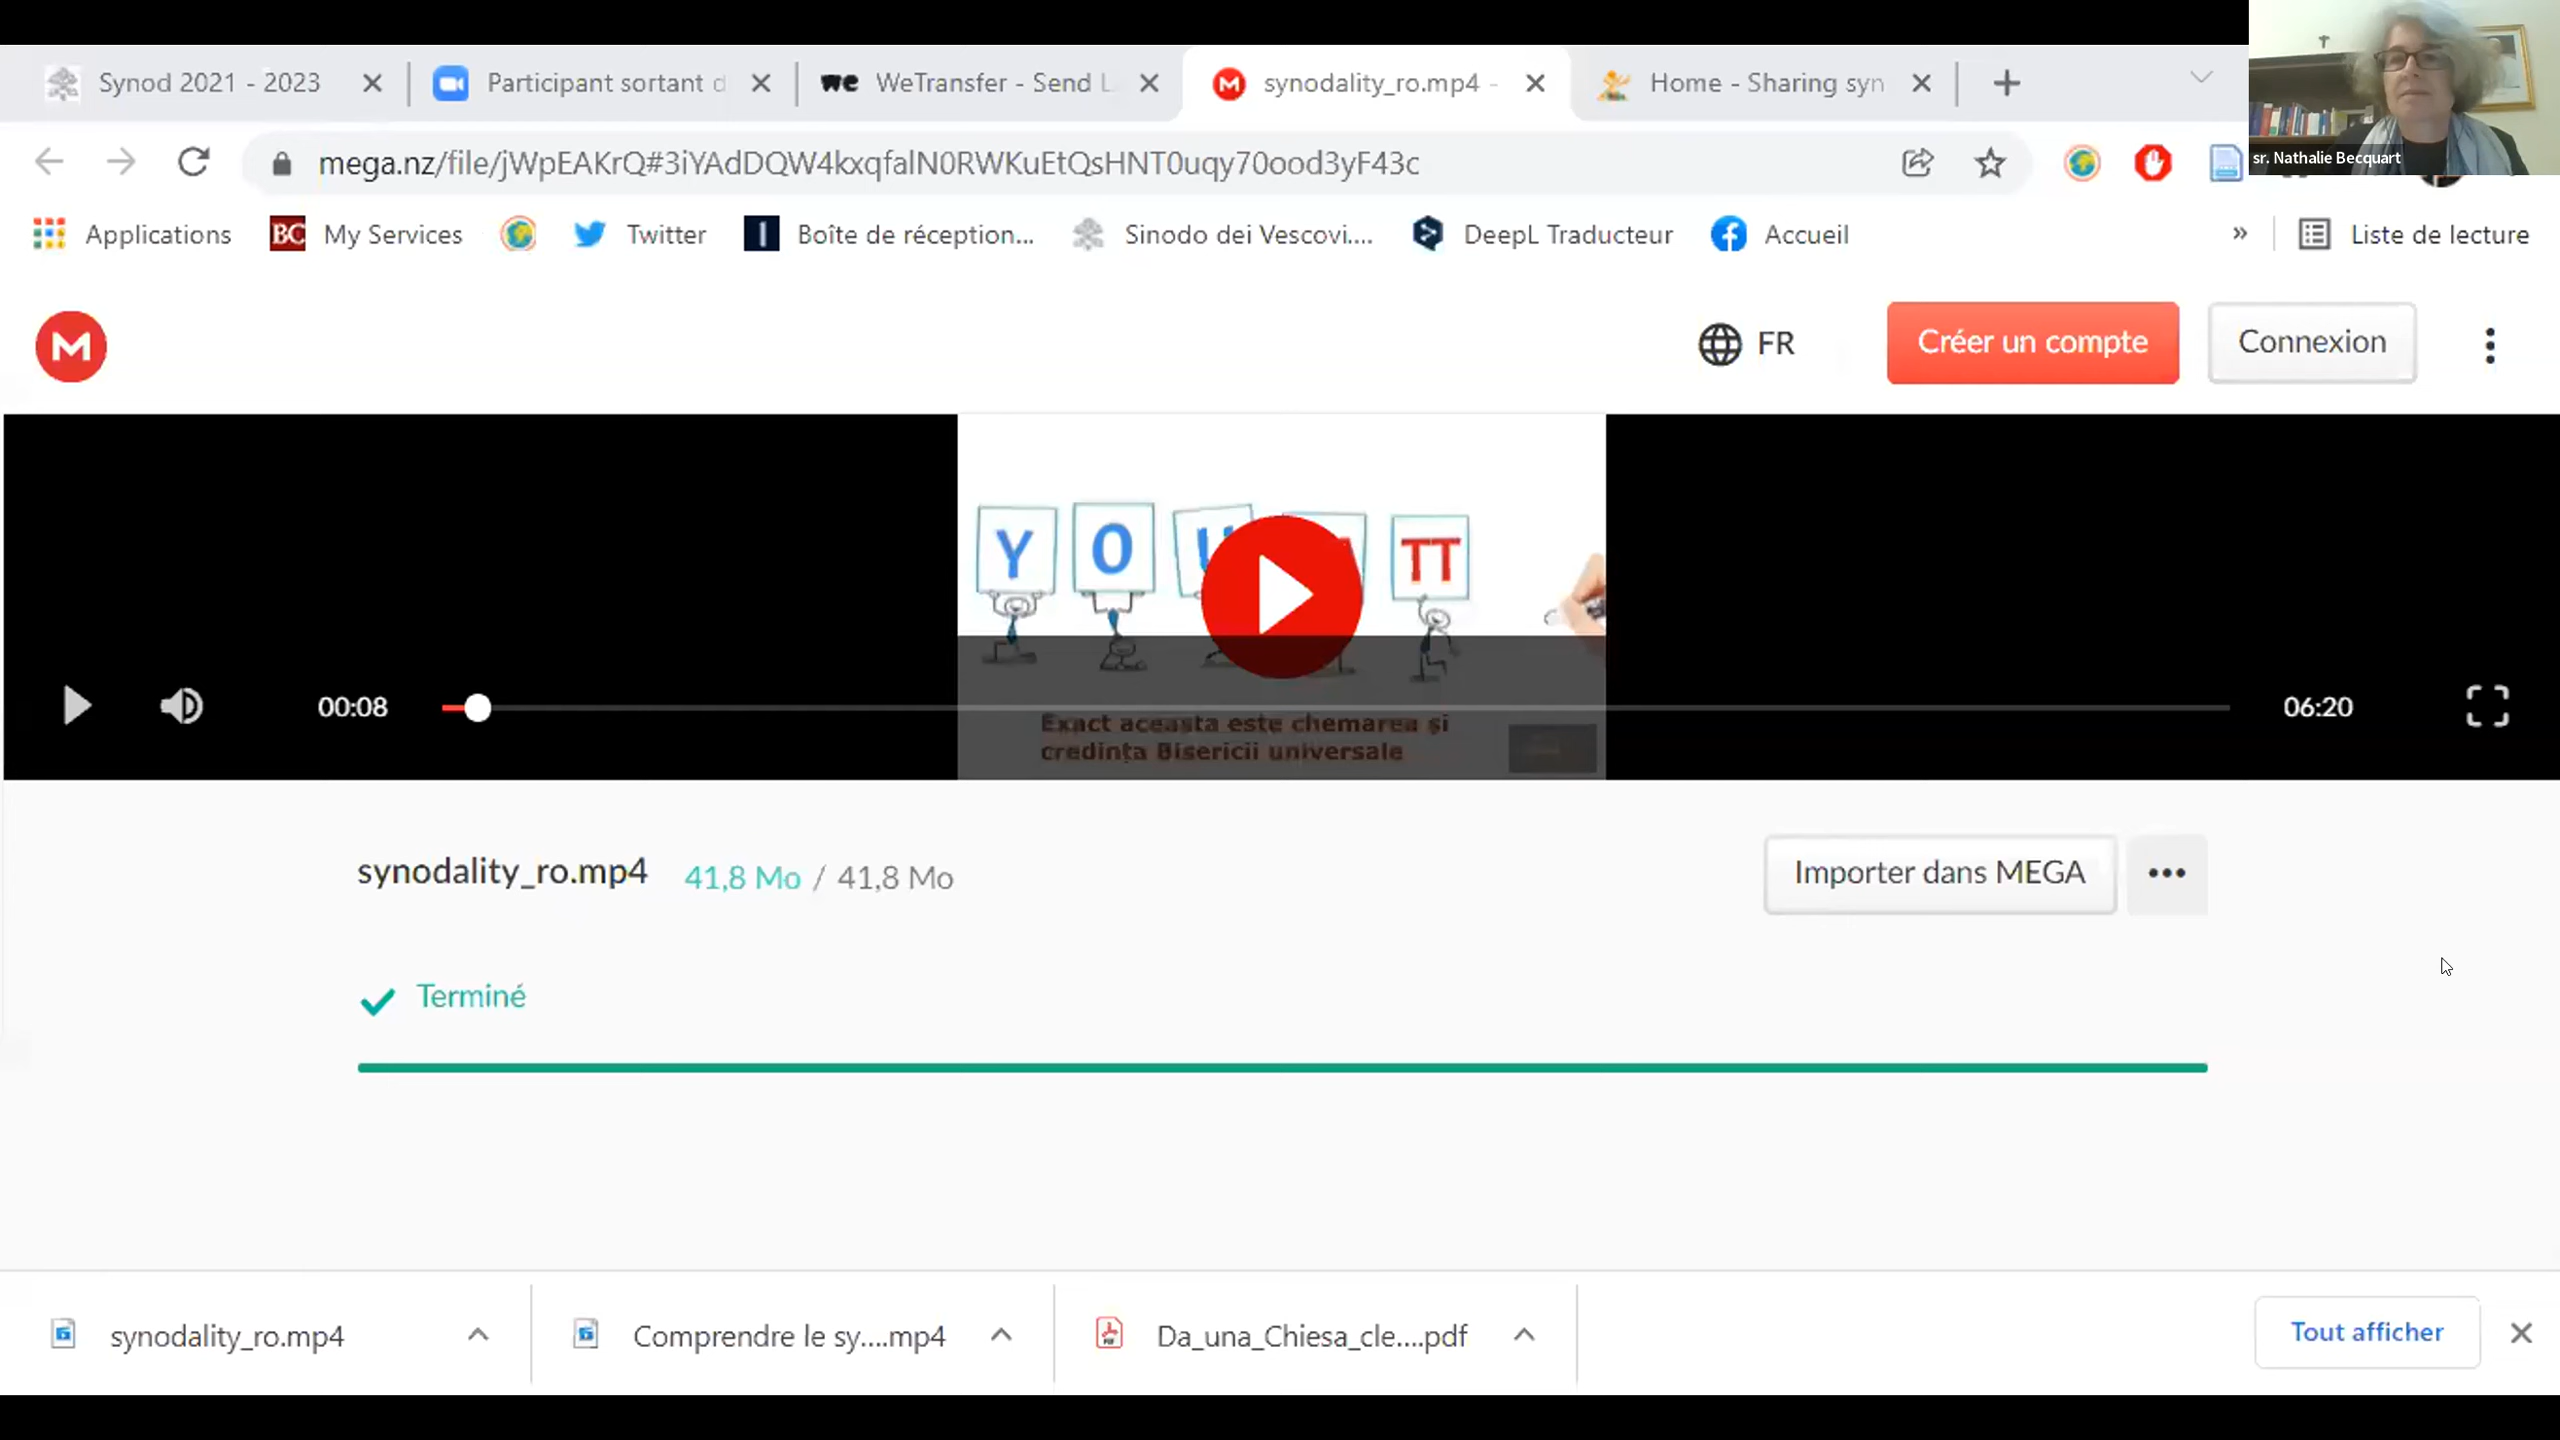 Synod 2021 - 2023
Participant sortant d
WeTransfer - Send L
synodality_ro.mp4 -
Home - Sharing syn
sr. Nathalie Becquart
mega.nz/file/jWpEAKrQ#3iYAdDQW4kxqfalN0RWKuEtQsHNT0uqy70ood3yF43c
Applications
BC My Services
Twitter
Boîte de réception...
Sinodo dei Vescovi....
DeepL Traducteur
Accueil
»
Liste de lecture
M
FR
Créer un compte
Connexion
Y O U TT
00:08
06:20
Exact aceasta este chemarea și
credința Bisericii universale
synodality_ro.mp4 41,8 Mo / 41,8 Mo
Importer dans MEGA
Terminé
synodality_ro.mp4
Comprendre le sy....mp4
Da_una_Chiesa_cle....pdf
Tout afficher